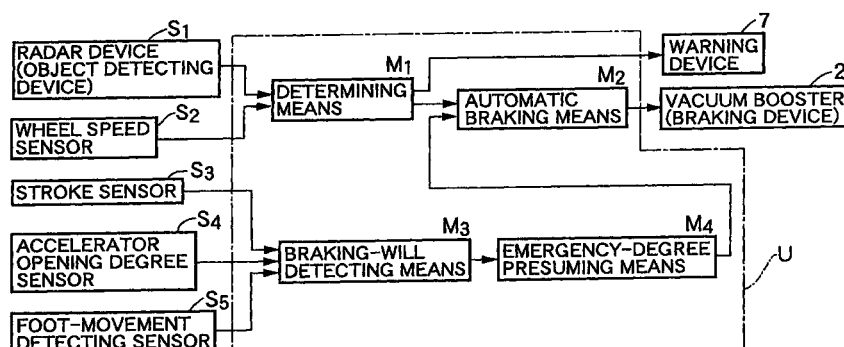 S1
RADAR DEVICE
(OBJECT DETECTING
DEVICE)
S2
WHEEL SPEED
SENSOR
S3
STROKE SENSOR
S4
ACCELERATOR
OPENING DEGREE
SENSOR
S5
FOOT-MOVEMENT
DETECTING SENSOR
M1
DETERMINING
MEANS
M2
AUTOMATIC
BRAKING MEANS
7
WARNING
DEVICE
2
VACUUM BOOSTER
(BRAKING DEVICE)
M3
BRAKING-WILL
DETECTING MEANS
M4
EMERGENCY-DEGREE
PRESUMING MEANS
U